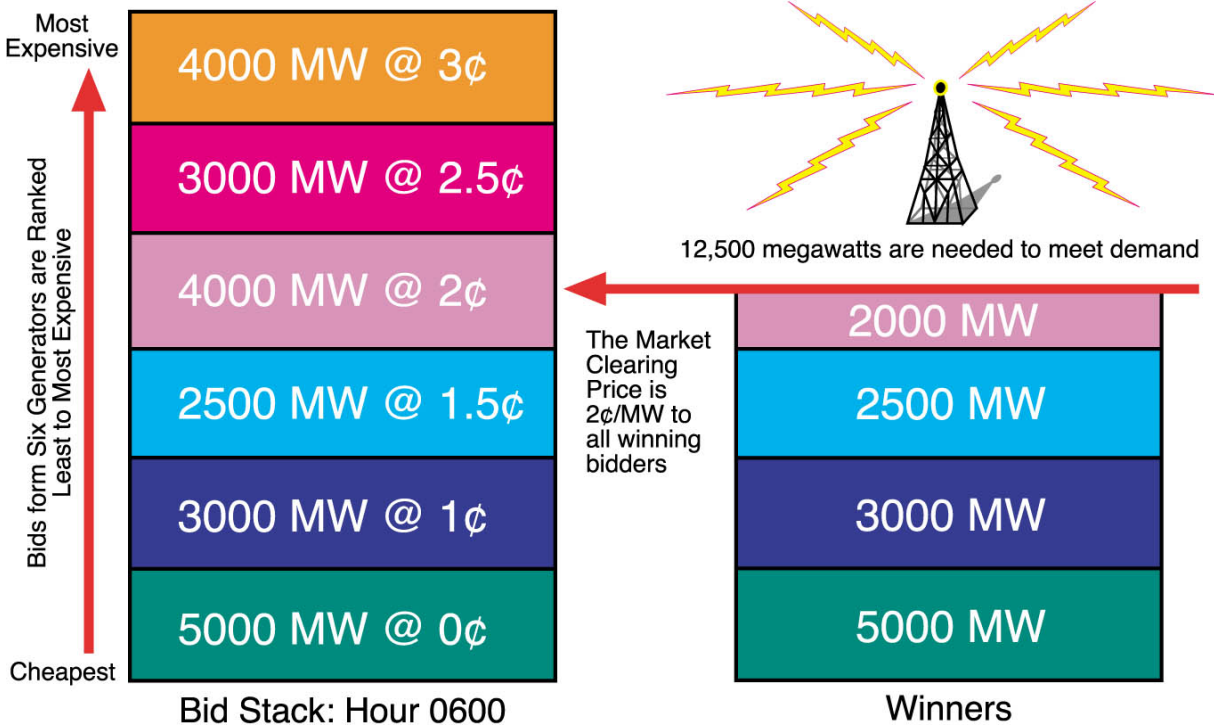 Most
Expensive
Bids form Six Generators are Ranked
Least to Most Expensive
Cheapest
4000 MW @ 3¢
3000 MW @ 2.5¢
4000 MW @ 2¢
2500 MW @ 1.5¢
3000 MW @ 1¢
5000 MW @ 0¢
Bid Stack: Hour 0600
12,500 megawatts are needed to meet demand
The Market
Clearing
Price is
2¢/MW to
all winning
bidders
2000 MW
2500 MW
3000 MW
5000 MW
Winners